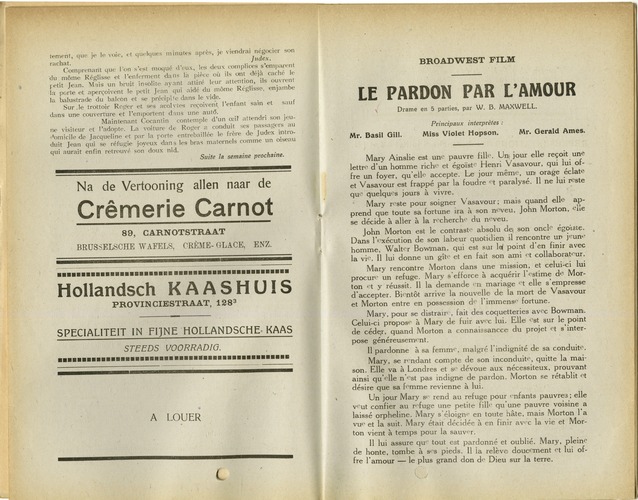 tement, que je le voie, et quelques minutes après, je viendrai négocier son
rachat. Judex.
Comprenant que l'on s'est moqué d'eux, les deux complices s'emparent
du môme Réglisse et l'enferment dans la pièce où ils ont déjà caché le
petit Jean. Mais un bruit insolite ayant attiré leur attention, ils ouvrent
la porte et aperçoivent le petit Jean qui aidé du môme Réglisse, enjambe
la balustrade du balcon et se précipite dans le vide.
Sur le trottoir Roger et ses acolytes reçoivent l'enfant sain et sauf
dans une couverture et l'emportent dans une auto.
Maintenant Cocantin contemple d'un œil attendri son jeu-
ne visiteur et l'adopte. La voiture de Roger a conduit ses passagers au
domicile de Jacqueline et par la porte entrebaillée le frère de Judex intro-
duit Jean qui se réfugie joyeux dans les bras maternels comme un oiseau
qui aurait enfin retrouvé son doux nid.
Suite la semaine prochaine.
Na de Vertooning allen naar de
Crêmerie Carnot
89, CARNOTSTRAAT
BRUSSELSCHE WAFELS, CRÊME-GLACE, ENZ.
Hollandsch KAASHUIS
PROVINCIESTRAAT, 128³
SPECIALITEIT IN FIJNE HOLLANDSCHE KAAS
STEEDS VOORRADIG.
A LOUER
BROADWEST FILM
LE PARDON PAR L'AMOUR
Drame en 5 parties, par W. B. MAXWELL.
Principaux interprètes :
Mr. Basil Gill. Miss Violet Hopson. Mr. Gerald Ames.
Mary Ainslie est une pauvre fille. Un jour elle reçoit une
lettre d'un homme riche et égoïste Henri Vasavour, qui lui of-
fre un foyer, qu'elle accepte. Le jour même, un orage éclate
et Vasavour est frappé par la foudre et paralysé. Il ne lui reste
que quelques jours à vivre.
Mary reste pour soigner Vasavour; mais quand elle ap-
prend que toute sa fortune ira à son neveu, John Morton, elle
se décide à aller à la recherche du neveu.
John Morton est le contraste absolu de son oncle égoïste.
Dans l'exécution de son labeur quotidien il rencontre un jeune
homme, Walter Bowman, qui est sur le point d'en finir avec
la vie. Il lui donne un gîte et en fait son ami et collaborateur.
Mary rencontre Morton dans une mission, et celui-ci lui
procure un refuge. Mary s'efforce à acquérir l'estime de Mor-
ton et y réussit. Il la demande en mariage et elle s'empresse
d'accepter. Bientôt arrive la nouvelle de la mort de Vasavour
et Morton entre en possession de l'immense fortune.
Mary, pour se distraire, fait des coquetteries avec Bowman.
Celui-ci propose à Mary de fuir avec lui. Elle est sur le point
de céder, quand Morton a connaissance du projet et s'inter-
pose généreusement.
Il pardonne à sa femme, malgré l'indignité de sa conduite.
Mary, se rendant compte de son inconduite, quitte la mai-
son. Elle va à Londres et se dévoue aux nécessiteux, prouvant
ainsi qu'elle n'est pas indigne de pardon. Morton se rétablit et
désire que sa femme revienne à lui.
Un jour Mary se rend au refuge pour enfants pauvres; elle
veut confier au refuge une petite fille qu'une pauvre voisine a
laissé orpheline. Mary s'éloigne en toute hâte, mais Morton l'a
vue et la suit. Mary était décidée à en finir avec la vie et Mor-
ton vient à temps pour la sauver.
Il lui assure que tout est pardonné et oublié. Mary, pleine
de honte, tombe à ses pieds. Il la relève doucement et lui of-
fre l'amour — le plus grand don de Dieu sur la terre.